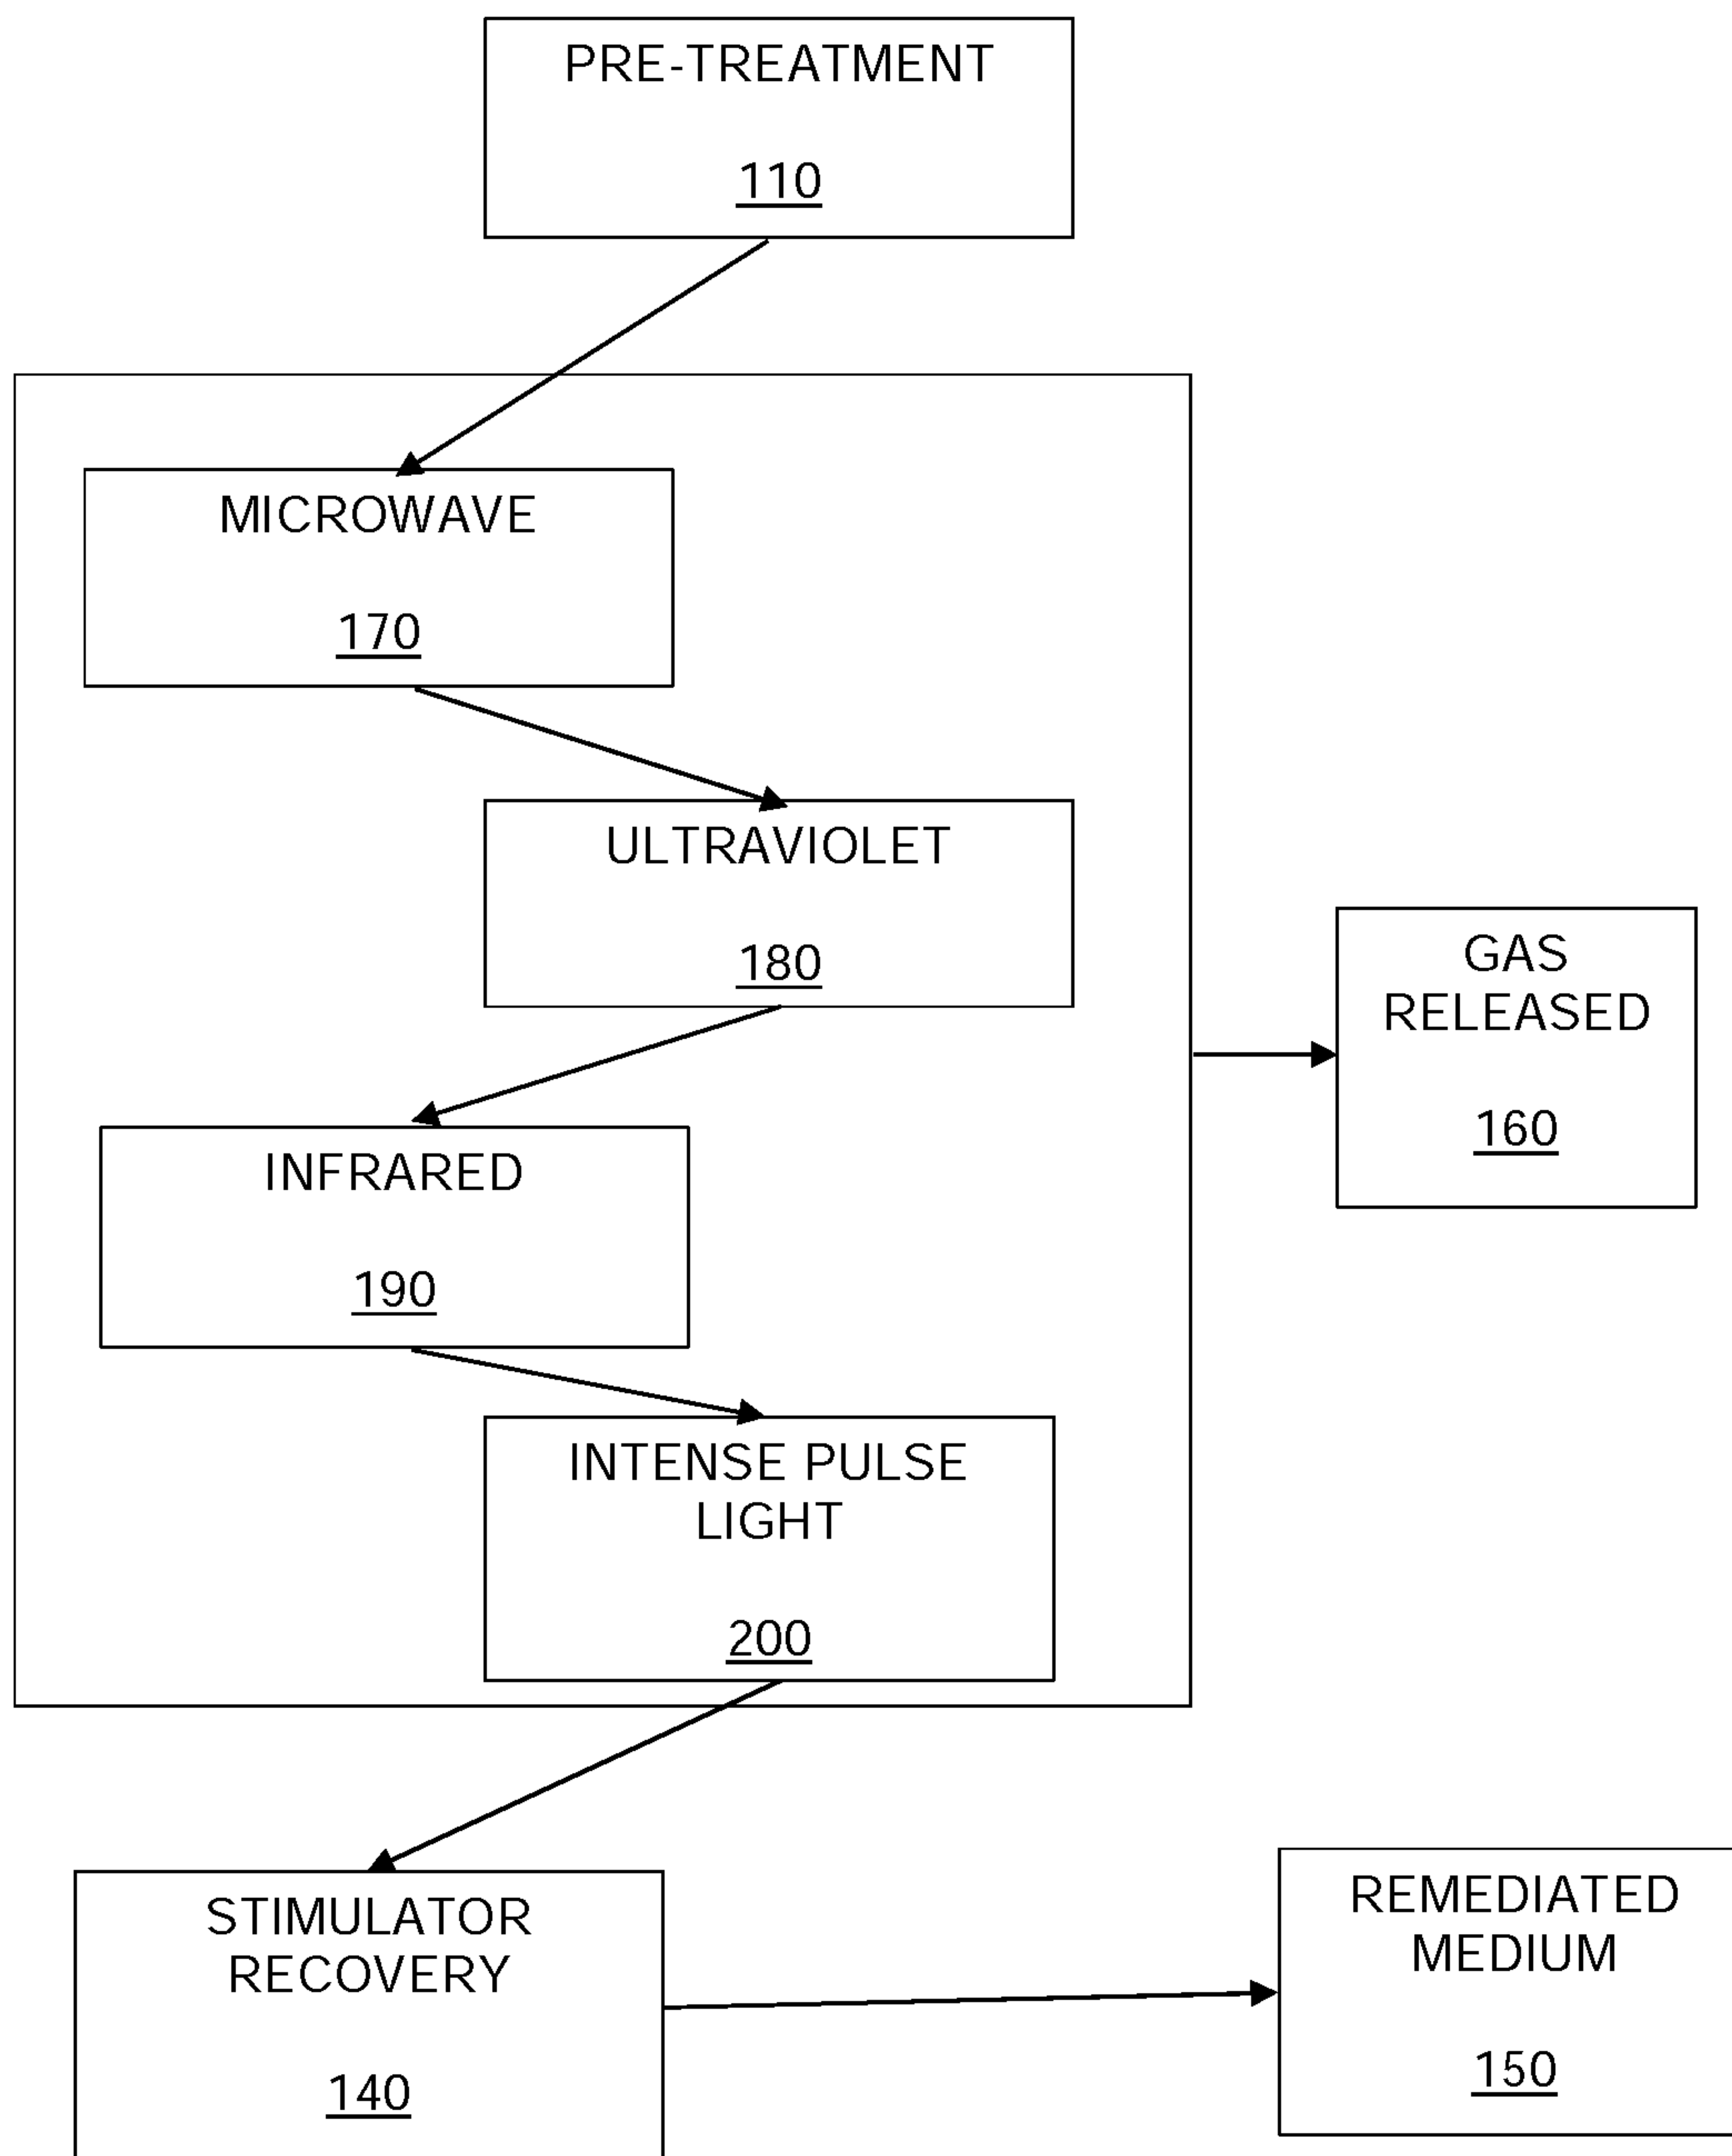 PRE-TREATMENT
110
MICROWAVE
170
ULTRAVIOLET
180
GAS
RELEASED
160
INFRARED
190
INTENSE PULSE
LIGHT
200
STIMULATOR
RECOVERY
140
REMEDIATED
MEDIUM
150